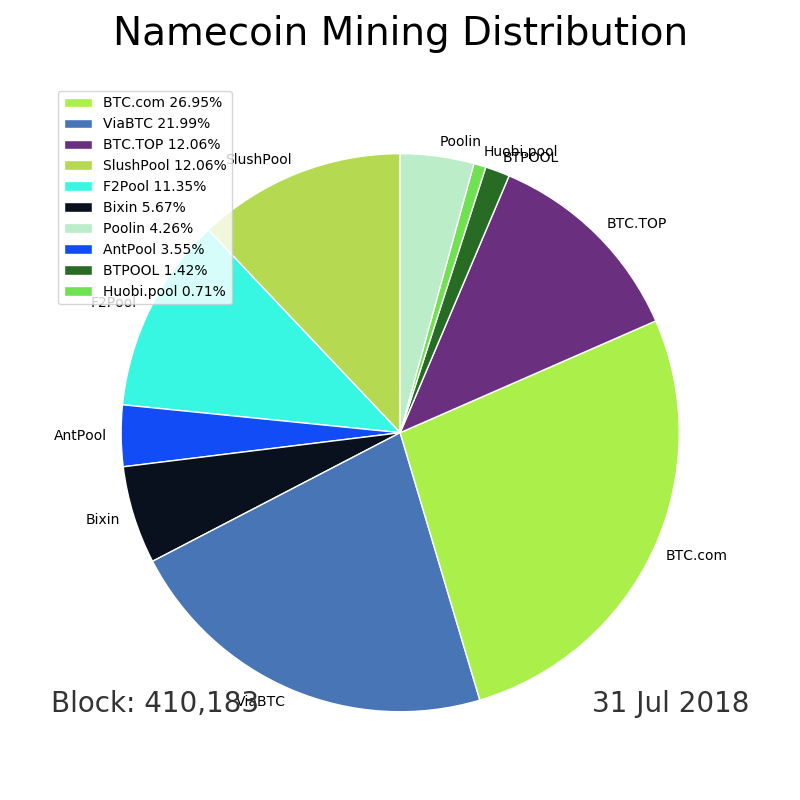 Namecoin Mining Distribution
BTC.com 26.95%
ViaBTC 21.99%
BTC.TOP 12.06%
SlushPool 12.06%
F2Pool 11.35%
Bixin 5.67%
Poolin 4.26%
AntPool 3.55%
BTPOOL 1.42%
Huobi.pool 0.71%
Poolin
Huobi.pool
BTPOOL
SlushPool
BTC.TOP
F2Pool
AntPool
Bixin
BTC.com
ViaBTC
Block: 410,183
31 Jul 2018